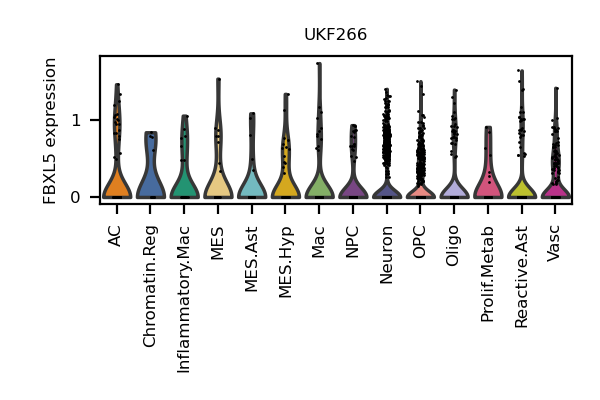 UKF266
FBXL5 expression
1
0
AC
Chromatin.Reg
Inflammatory.Mac
MES
MES.Ast
MES.Hyp
Mac
NPC
Neuron
OPC
Oligo
Prolif.Metab
Reactive.Ast
Vasc